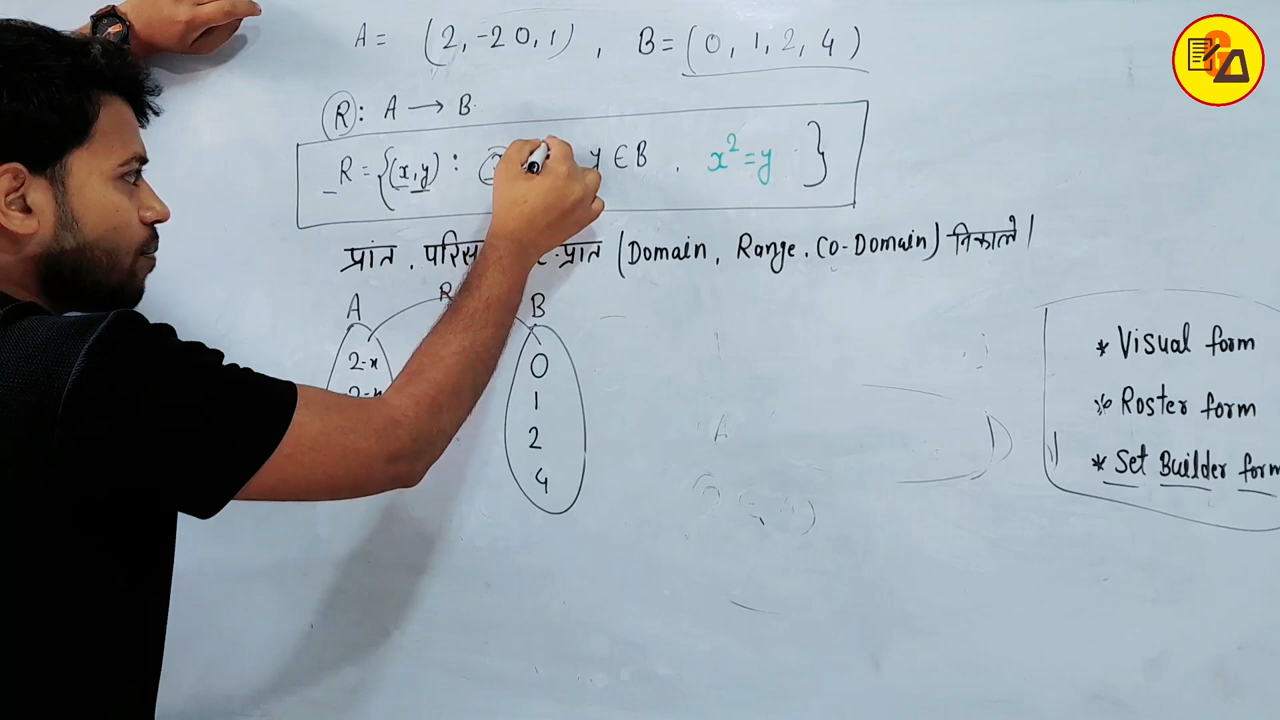 A = (2, -2 0, 1) , B = (0, 1, 2, 4)
R : A → B
R = {(x, y) : y ∈ B , x² = y }
प्रांत , प्रांत (Domain, Range. Co-Domain) निकाले।
A R B
2-x
0
1
2
4
A
* Visual form
* Roster form
* Set Builder form